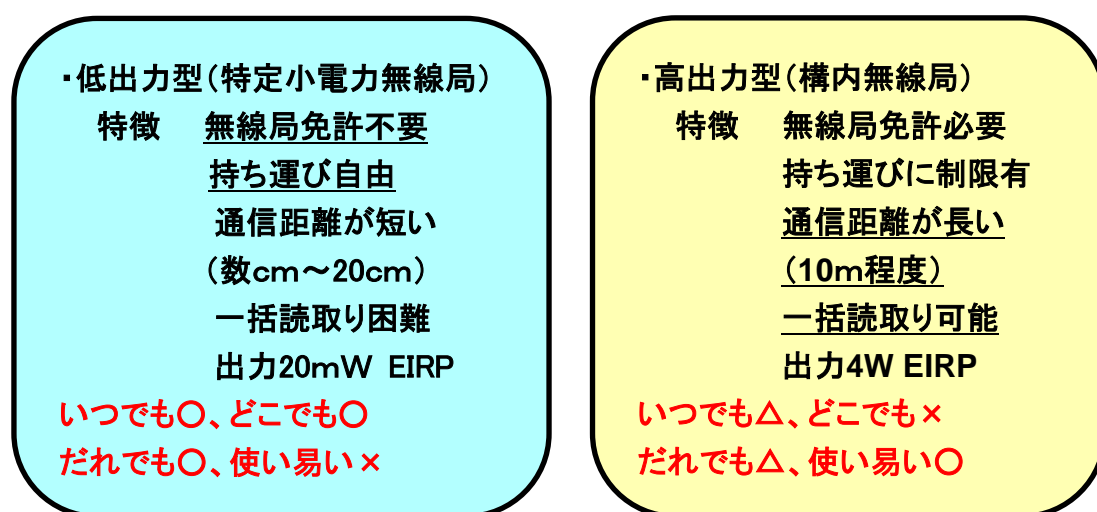 ・低出力型(特定小電力無線局)
特徴 無線局免許不要
持ち運び自由
通信距離が短い
(数cm～20cm)
一括読取り困難
出力20mW EIRP
いつでも○、どこでも○
だれでも○、使い易い×
・高出力型(構内無線局)
特徴 無線局免許必要
持ち運びに制限有
通信距離が長い
(10m程度)
一括読取り可能
出力4W EIRP
いつでも△、どこでも×
だれでも△、使い易い○